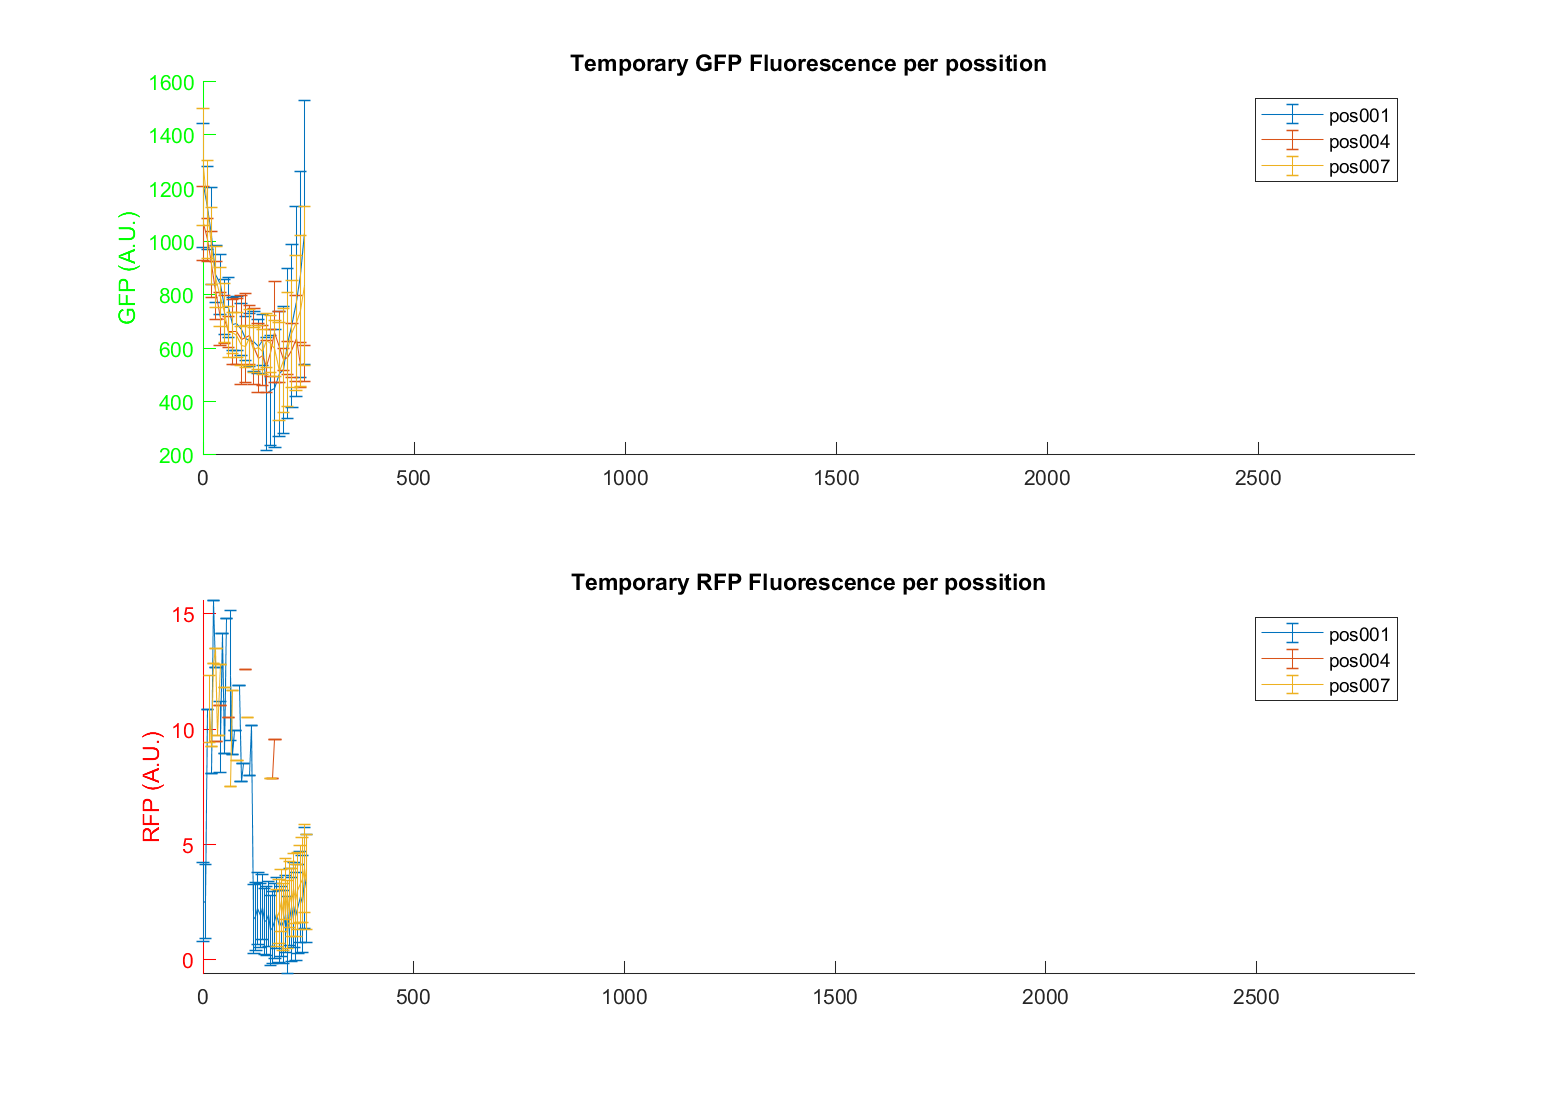 Temporary GFP Fluorescence per possition
1600
1400
1200
1000
800
600
400
200
GFP (A.U.)
pos001
pos004
pos007
0 500 1000 1500 2000 2500
Temporary RFP Fluorescence per possition
15
10
5
0
RFP (A.U.)
pos001
pos004
pos007
0 500 1000 1500 2000 2500